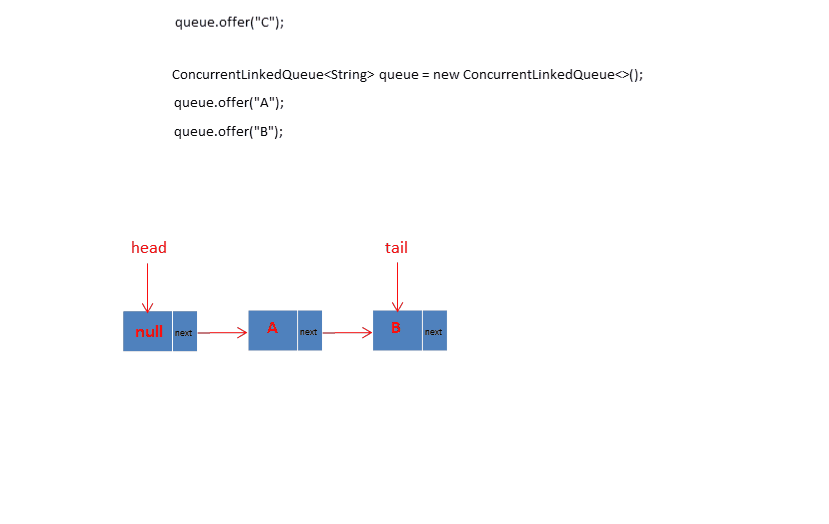 queue.offer("C");
ConcurrentLinkedQueue<String> queue = new ConcurrentLinkedQueue<>();
queue.offer("A");
queue.offer("B");
head
tail
null next
A next
B next